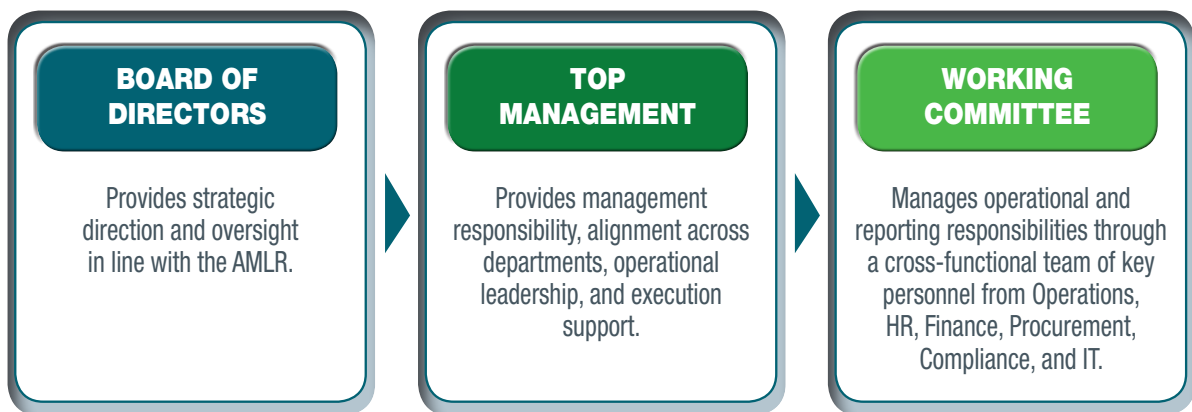 BOARD OF
DIRECTORS
Provides strategic
direction and oversight
in line with the AMLR.
TOP
MANAGEMENT
Provides management
responsibility, alignment across
departments, operational
leadership, and execution
support.
WORKING
COMMITTEE
Manages operational and
reporting responsibilities through
a cross-functional team of key
personnel from Operations,
HR, Finance, Procurement,
Compliance, and IT.